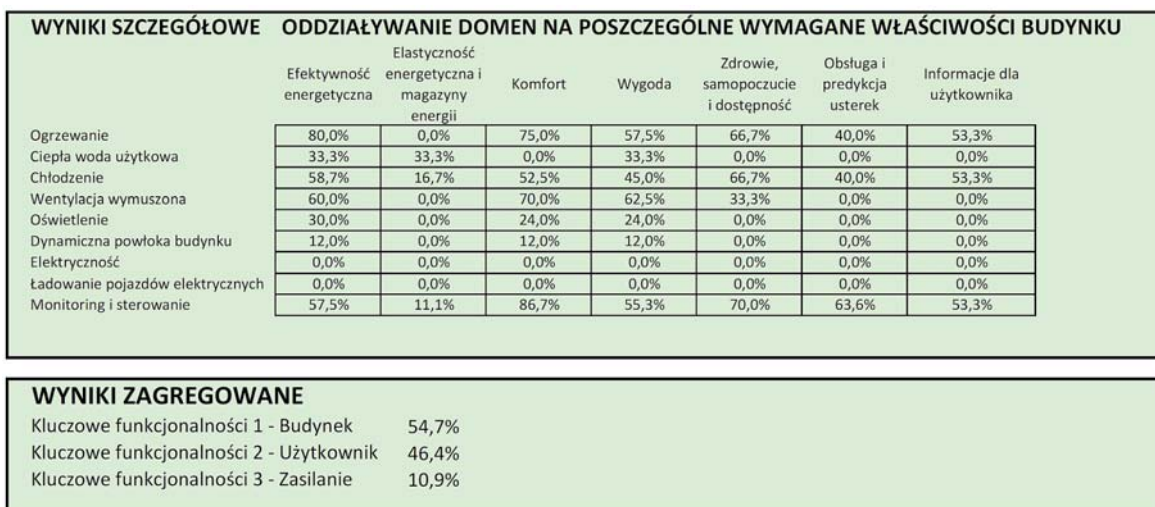 WYNIKI SZCZEGÓŁOWE ODDZIAŁYWANIE DOMEN NA POSZCZEGÓLNE WYMAGANE WŁAŚCIWOŚCI BUDYNKU
Efektywność energetyczna
Elastyczność energetyczna i magazyny energii
Komfort
Wygoda
Zdrowie, samopoczucie i dostępność
Obsługa i predykcja usterek
Informacje dla użytkownika
Ogrzewanie 80,0% 0,0% 75,0% 57,5% 66,7% 40,0% 53,3%
Ciepła woda użytkowa 33,3% 33,3% 0,0% 33,3% 0,0% 0,0% 0,0%
Chłodzenie 58,7% 16,7% 52,5% 45,0% 66,7% 40,0% 53,3%
Wentylacja wymuszona 60,0% 0,0% 70,0% 62,5% 33,3% 0,0% 0,0%
Oświetlenie 30,0% 0,0% 24,0% 24,0% 0,0% 0,0% 0,0%
Dynamiczna powłoka budynku 12,0% 0,0% 12,0% 12,0% 0,0% 0,0% 0,0%
Elektryczność 0,0% 0,0% 0,0% 0,0% 0,0% 0,0% 0,0%
Ładowanie pojazdów elektrycznych 0,0% 0,0% 0,0% 0,0% 0,0% 0,0% 0,0%
Monitoring i sterowanie 57,5% 11,1% 86,7% 55,3% 70,0% 63,6% 53,3%
WYNIKI ZAGREGOWANE
Kluczowe funkcjonalności 1 - Budynek 54,7%
Kluczowe funkcjonalności 2 - Użytkownik 46,4%
Kluczowe funkcjonalności 3 - Zasilanie 10,9%